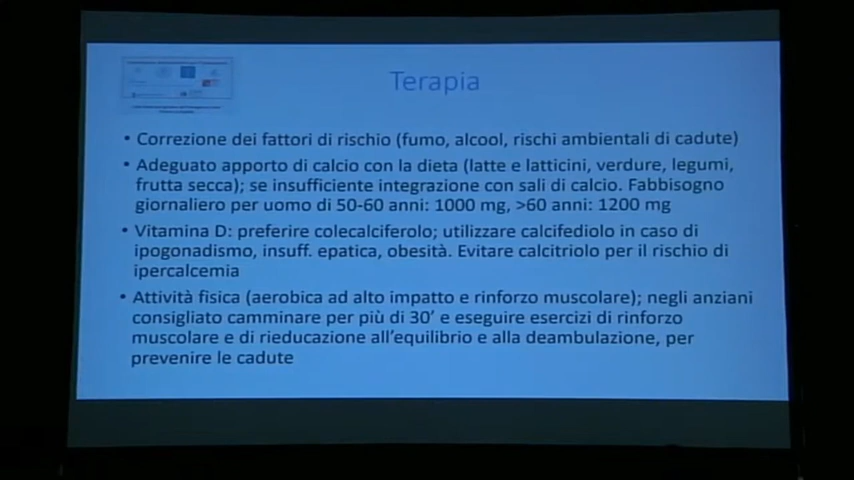 Terapia
• Correzione dei fattori di rischio (fumo, alcool, rischi ambientali di cadute)
• Adeguato apporto di calcio con la dieta (latte e latticini, verdure, legumi,
frutta secca); se insufficiente integrazione con sali di calcio. Fabbisogno
giornaliero per uomo di 50-60 anni: 1000 mg, >60 anni: 1200 mg
• Vitamina D: preferire colecalciferolo; utilizzare calcifediolo in caso di
ipogonadismo, insuff. epatica, obesità. Evitare calcitriolo per il rischio di
ipercalcemia
• Attività fisica (aerobica ad alto impatto e rinforzo muscolare); negli anziani
consigliato camminare per più di 30’ e eseguire esercizi di rinforzo
muscolare e di rieducazione all’equilibrio e alla deambulazione, per
prevenire le cadute